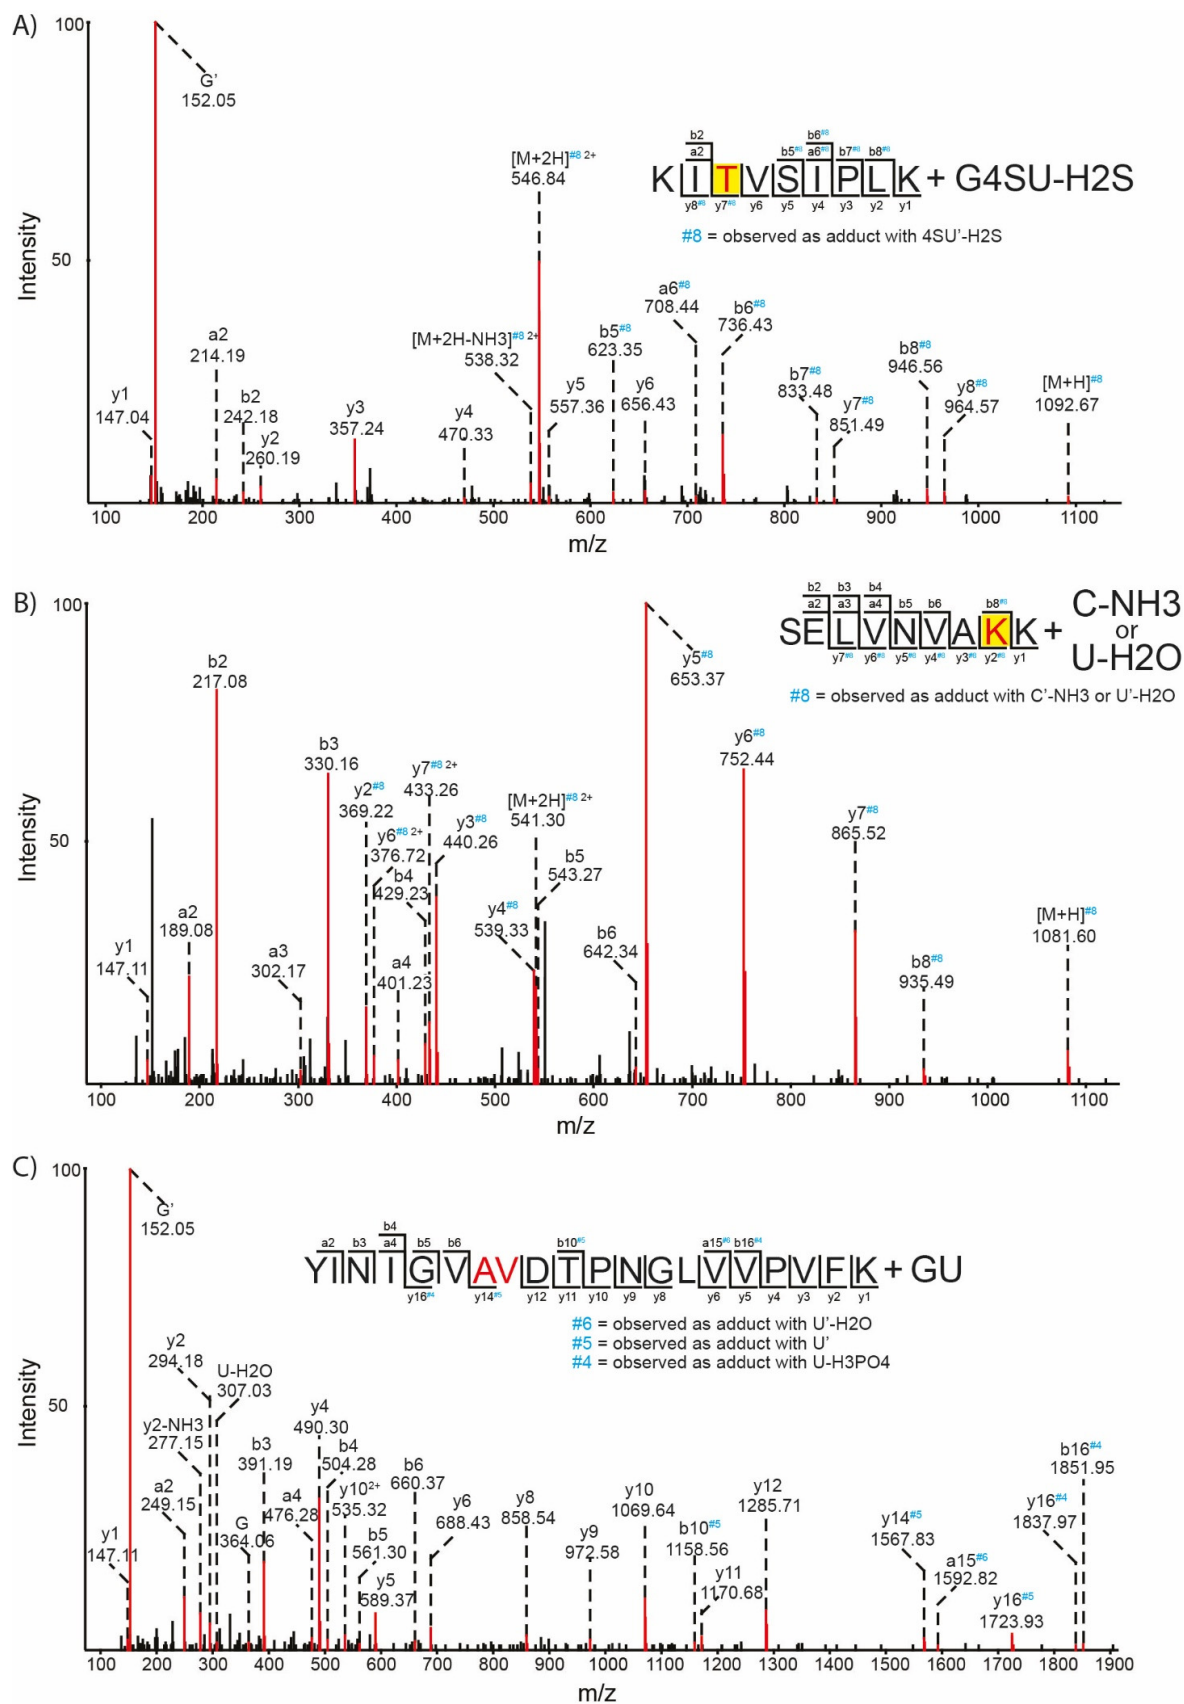 A)
100
50
Intensity
G'
152.05
y1
147.04
a2
214.19
b2
242.18
y2
260.19
y3
357.24
y4
470.33
[M+2H-NH3]#8 2+
538.32
[M+2H]#8 2+
546.84
y5
557.36
b5#8
623.35
y6
656.43
a6#8
708.44
b6#8
736.43
b7#8
833.48
y7#8
851.49
b8#8
946.56
y8#8
964.57
[M+H]#8
1092.67
b2 b6#8
a2 b5#8 a6#8 b7#8 b8#8
K I T V S I P L K + G4SU-H2S
y8#8 y7#8 y6 y5 y4 y3 y2 y1
#8 = observed as adduct with 4SU'-H2S
100 200 300 400 500 600 700 800 900 1000 1100
m/z
B)
100
50
Intensity
y1
147.11
a2
189.08
b2
217.08
a3
302.17
b3
330.16
y2#8
369.22
y6#8 2+
376.72
a4
401.23
b4
429.23
y7#8 2+
433.26
y3#8
440.26
y4#8
539.33
[M+2H]#8 2+
541.30
b5
543.27
b6
642.34
y5#8
653.37
y6#8
752.44
y7#8
865.52
b8#8
935.49
[M+H]#8
1081.60
b2 b3 b4
a2 a3 a4 b5 b6 b8#8
SELVNVAKK + C-NH3 or U-H2O
y7#8 y6#8 y5#8 y4#8 y3#8 y2#8 y1
#8 = observed as adduct with C'-NH3 or U'-H2O
100 200 300 400 500 600 700 800 900 1000 1100
m/z
C)
100
50
Intensity
G'
152.05
y1
147.11
a2
249.15
y2-NH3
277.15
y2
294.18
U-H2O
307.03
G
364.06
b3
391.19
a4
476.28
y4
490.30
b4
504.28
y10 2+
535.32
b5
561.30
y5
589.37
b6
660.37
y6
688.43
y8
858.54
y9
972.58
y10
1069.64
b10#5
1158.56
y11
1170.68
y12
1285.71
y14#5
1567.83
a15#6
1592.82
y16#5
1723.93
y16#4
1837.97
b16#4
1851.95
b4
a2 b3 a4 b5 b6 b10#5 a15#6 b16#4
YINIGVAVDTPNGLVVPVFK + GU
y16#4 y14#5 y12 y11 y10 y9 y8 y6 y5 y4 y3 y2 y1
#6 = observed as adduct with U'-H2O
#5 = observed as adduct with U'
#4 = observed as adduct with U-H3PO4
100 200 300 400 500 600 700 800 900 1000 1100 1200 1300 1400 1500 1600 1700 1800 1900
m/z